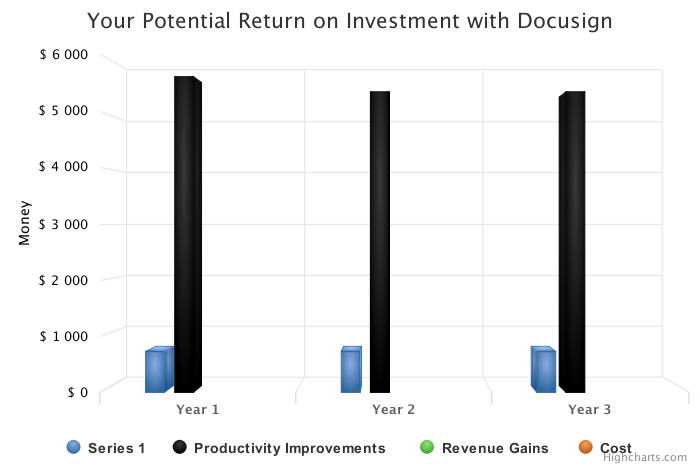 Your Potential Return on Investment with Docusign
$ 6 000
$ 5 000
$ 4 000
$ 3 000
$ 2 000
$ 1 000
$ 0
Money
Year 1
Year 2
Year 3
Series 1
Productivity Improvements
Revenue Gains
Cost
Highcharts.com